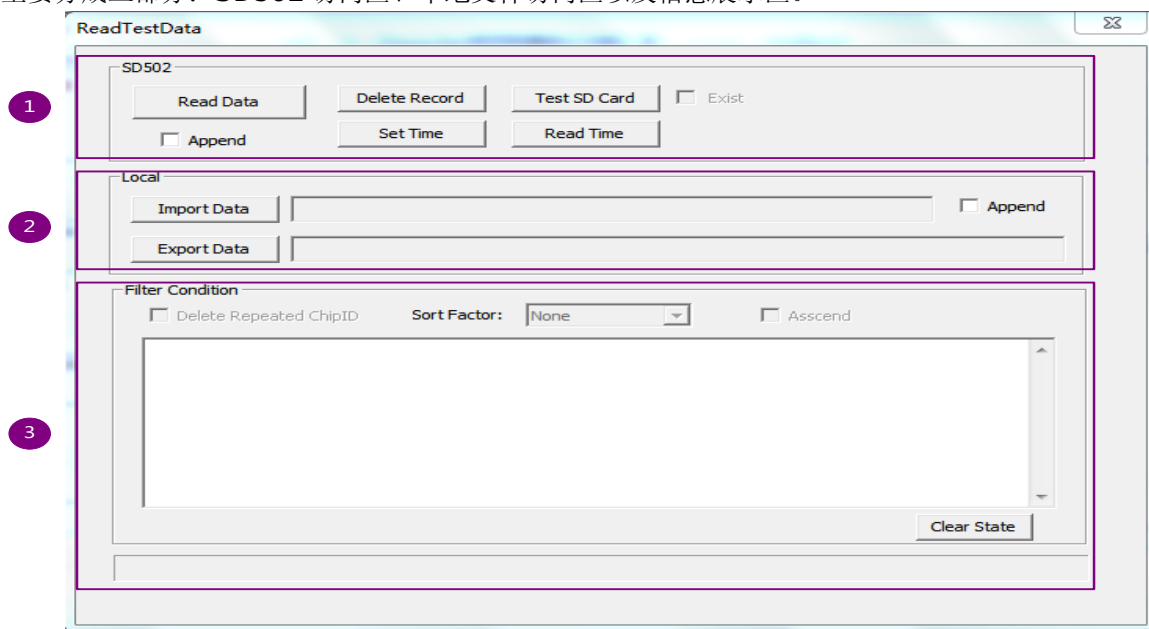 ReadTestData
SD502
1
Read Data Delete Record Test SD Card Exist
Append Set Time Read Time
Local
2
Import Data Append
Export Data
Filter Condition
Delete Repeated ChipID Sort Factor: None Asscend
3
Clear State